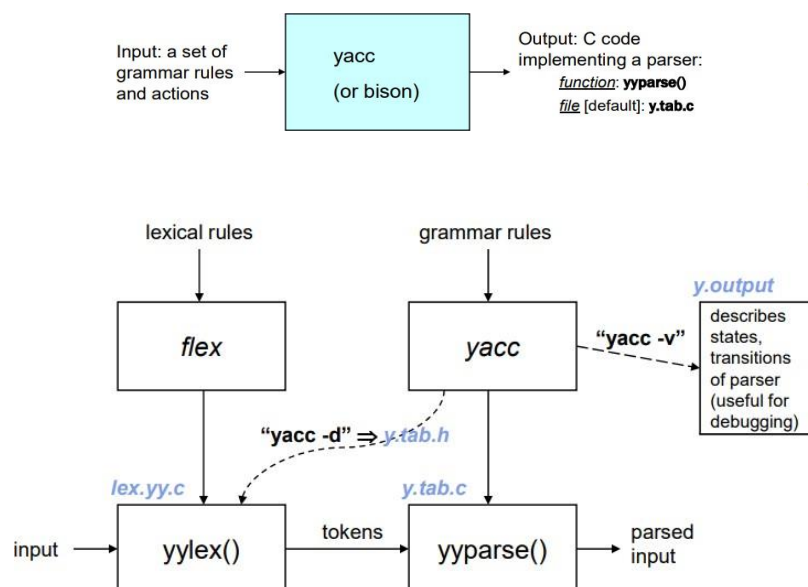 Input: a set of
grammar rules
and actions
yacc
(or bison)
Output: C code
implementing a parser:
function: yyparse()
file [default]: y.tab.c
lexical rules
grammar rules
flex
yacc
"yacc -v"
y.output
describes
states,
transitions
of parser
(useful for
debugging)
"yacc -d" ⇒ y.tab.h
lex.yy.c
y.tab.c
input
yylex()
tokens
yyparse()
parsed
input